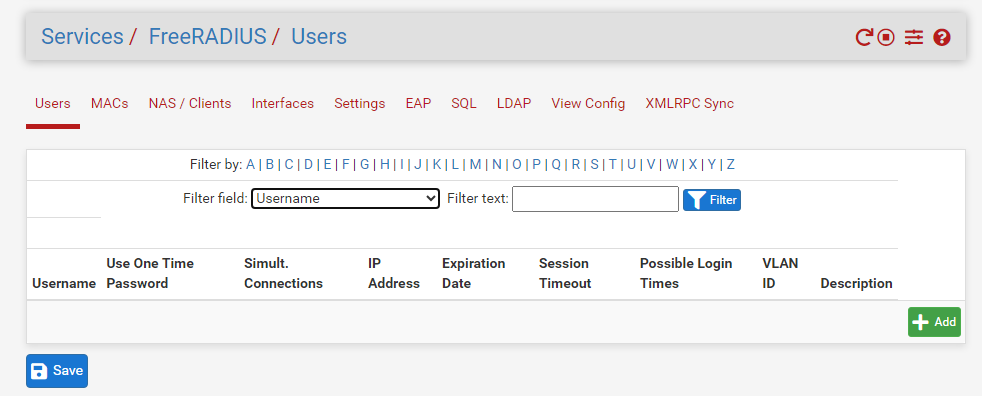 Services / FreeRADIUS / Users
Users MACs NAS / Clients Interfaces Settings EAP SQL LDAP View Config XMLRPC Sync
Filter by: A | B | C | D | E | F | G | H | I | J | K | L | M | N | O | P | Q | R | S | T | U | V | W | X | Y | Z
Filter field: Username Filter text: Filter
Username Use One Time Password Simult. Connections IP Address Expiration Date Session Timeout Possible Login Times VLAN ID Description
Add
Save